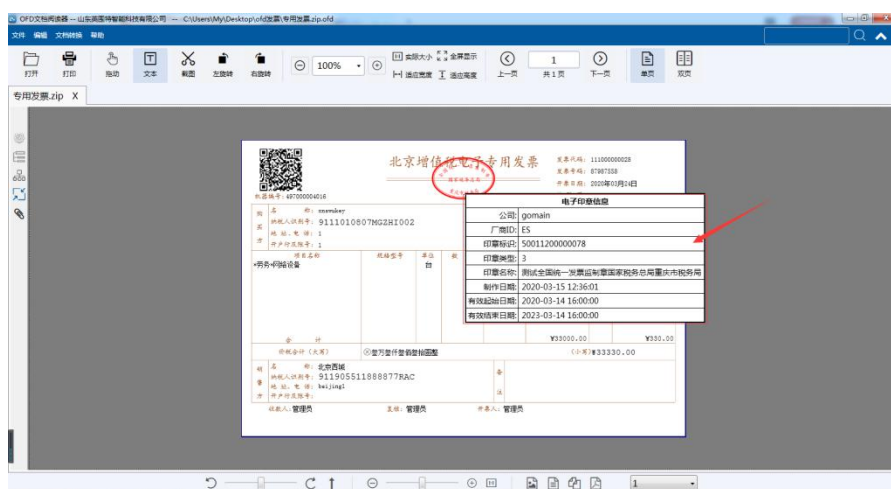 OFD文档阅读器 -- 山东英图特智能科技有限公司 -- C:\Users\My\Desktop\ofd发票\专用发票.zip.ofd
文件 编辑 文档转换 帮助
100%
实际大小 全屏显示
1
打开 打印 拖动 文本 截图 左旋转 右旋转
适应宽度 适应高度
上一页 共1页 下一页 单页 双页
专用发票.zip X
北京增值税电子专用发票
发票代码: 111000000028
发票号码: 87987888
开票日期: 2020年03月24日
机器编号: 497000004016
购买方
名 称:
纳税人识别号: 9111010807MGZHI002
地 址、电 话: 1
开户行及账号: 1
项目名称 规格型号 单位 数
*劳务*网络设备 台
电子印章信息
公司: gomain
厂商ID: ES
印章标识: 50011200000078
印章类型: 3
印章名称: 测试全国统一发票监制章国家税务总局重庆市税务局
制作日期: 2020-03-15 12:36:01
有效起始日期: 2020-03-14 16:00:00
有效结束日期: 2023-03-14 16:00:00
合 计 ¥33000.00 ¥330.00
价税合计（大写）
(小写)¥33330.00
销售方
名 称: 北京西城
纳税人识别号: 911905511888877RAC
地 址、电 话: beijing1
开户行及账号:
备注
收款人: 管理员 复核: 管理员 开票人: 管理员
1